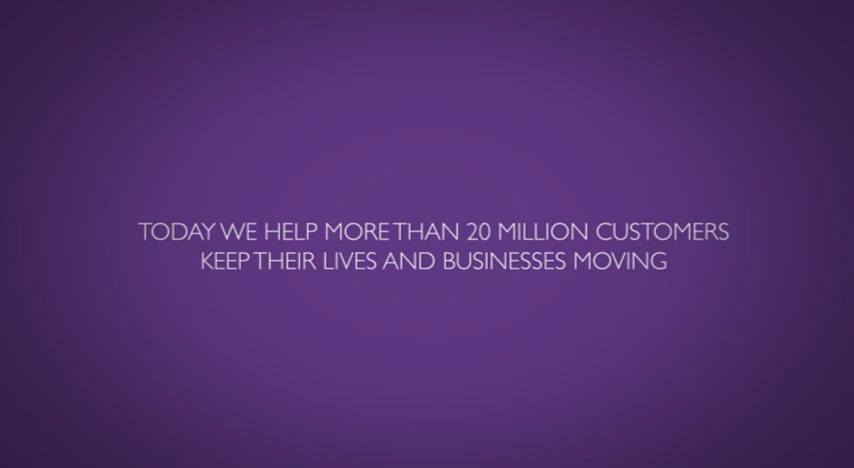 TODAY WE HELP MORE THAN 20 MILLION CUSTOMERS
KEEP THEIR LIVES AND BUSINESSES MOVING